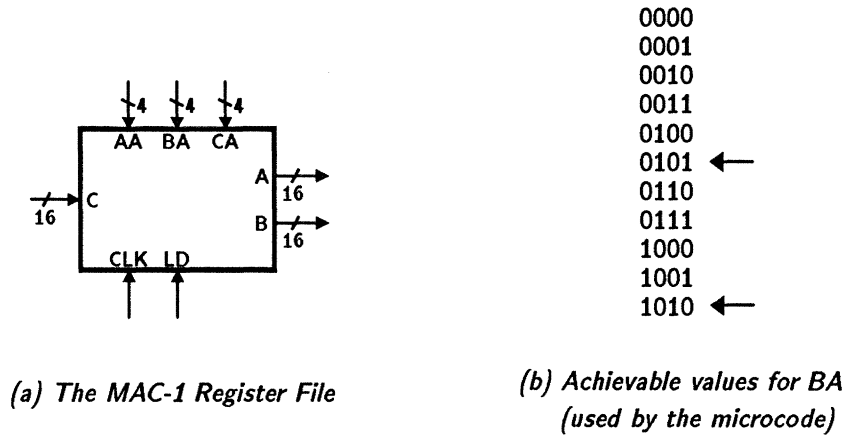 4 4 4
AA BA CA
A
16
C
16
B
16
CLK LD
(a) The MAC-1 Register File
0000
0001
0010
0011
0100
0101
0110
0111
1000
1001
1010
(b) Achievable values for BA
(used by the microcode)